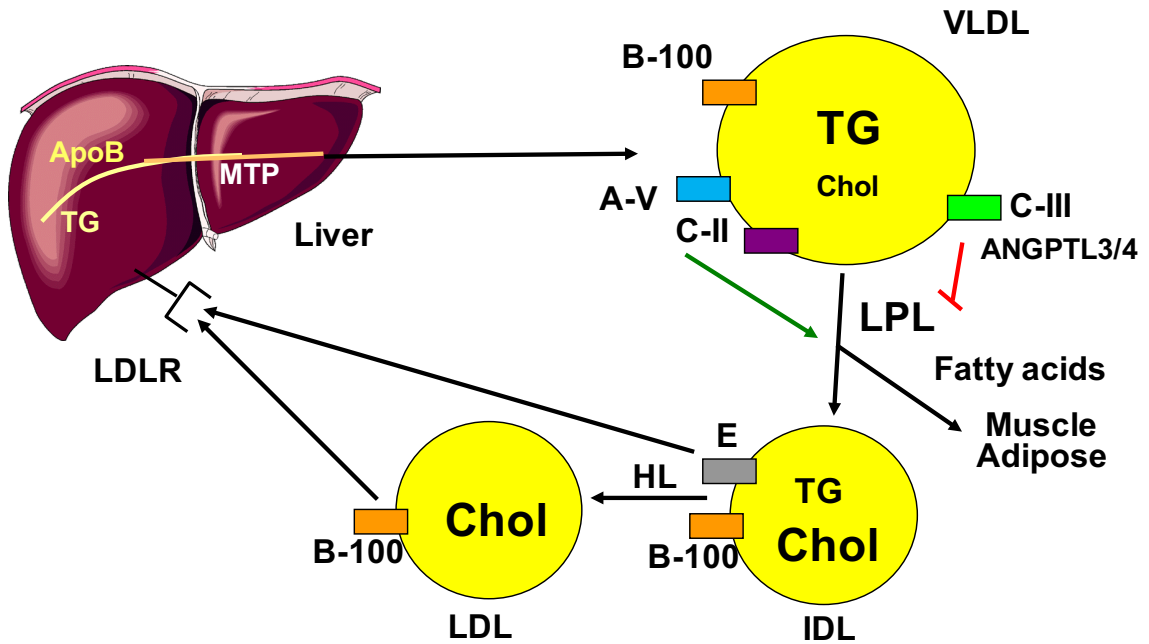 VLDL
B-100
TG
Chol
ApoB
MTP
TG
Liver
A-V
C-II
C-III
ANGPTL3/4
LPL
LDLR
Fatty acids
Muscle
Adipose
E
HL
TG
Chol
B-100
IDL
Chol
B-100
LDL